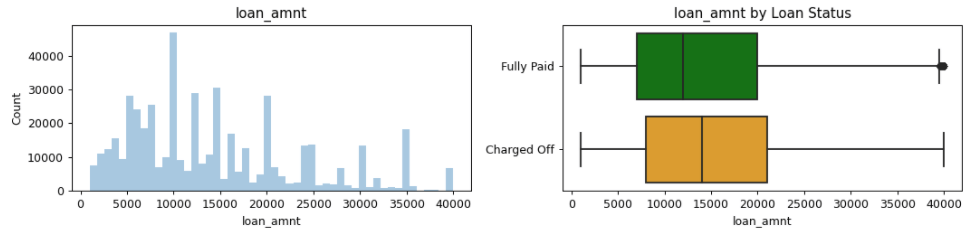 loan_amnt
40000
30000
20000
10000
0
Count
0 5000 10000 15000 20000 25000 30000 35000 40000
loan_amnt
loan_amnt by Loan Status
Fully Paid
Charged Off
0 5000 10000 15000 20000 25000 30000 35000 40000
loan_amnt